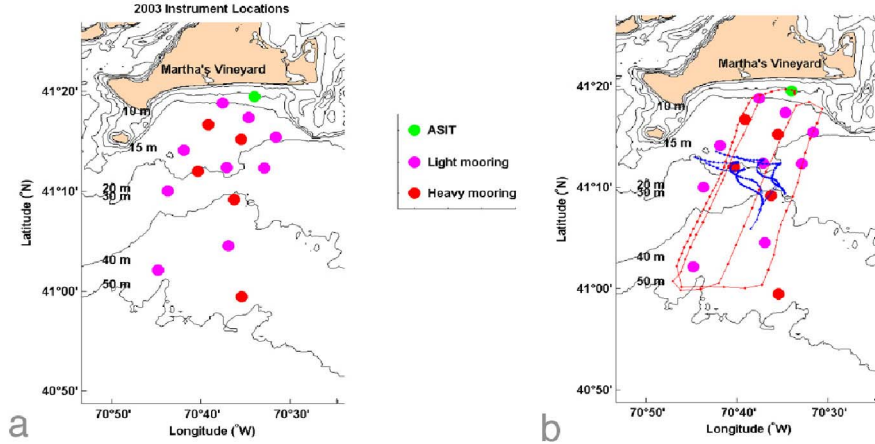 2003 Instrument Locations
Martha's Vineyard
41°20'
10 m
15 m
41°10'
20 m
30 m
40 m
50 m
41°00'
40°50'
70°50' 70°40' 70°30'
Latitude (°N)
Longitude (°W)
a
ASIT
Light mooring
Heavy mooring
Martha's Vineyard
41°20'
10 m
15 m
41°10'
20 m
30 m
40 m
50 m
41°00'
40°50'
70°50' 70°40' 70°30'
Latitude (°N)
Longitude (°W)
b